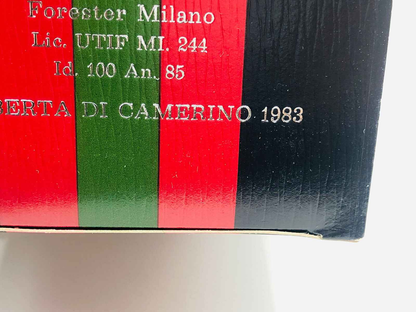 Forester Milano
Lic. UTIF MI. 244
Id. 100 An. 85
BERTA DI CAMERINO 1983